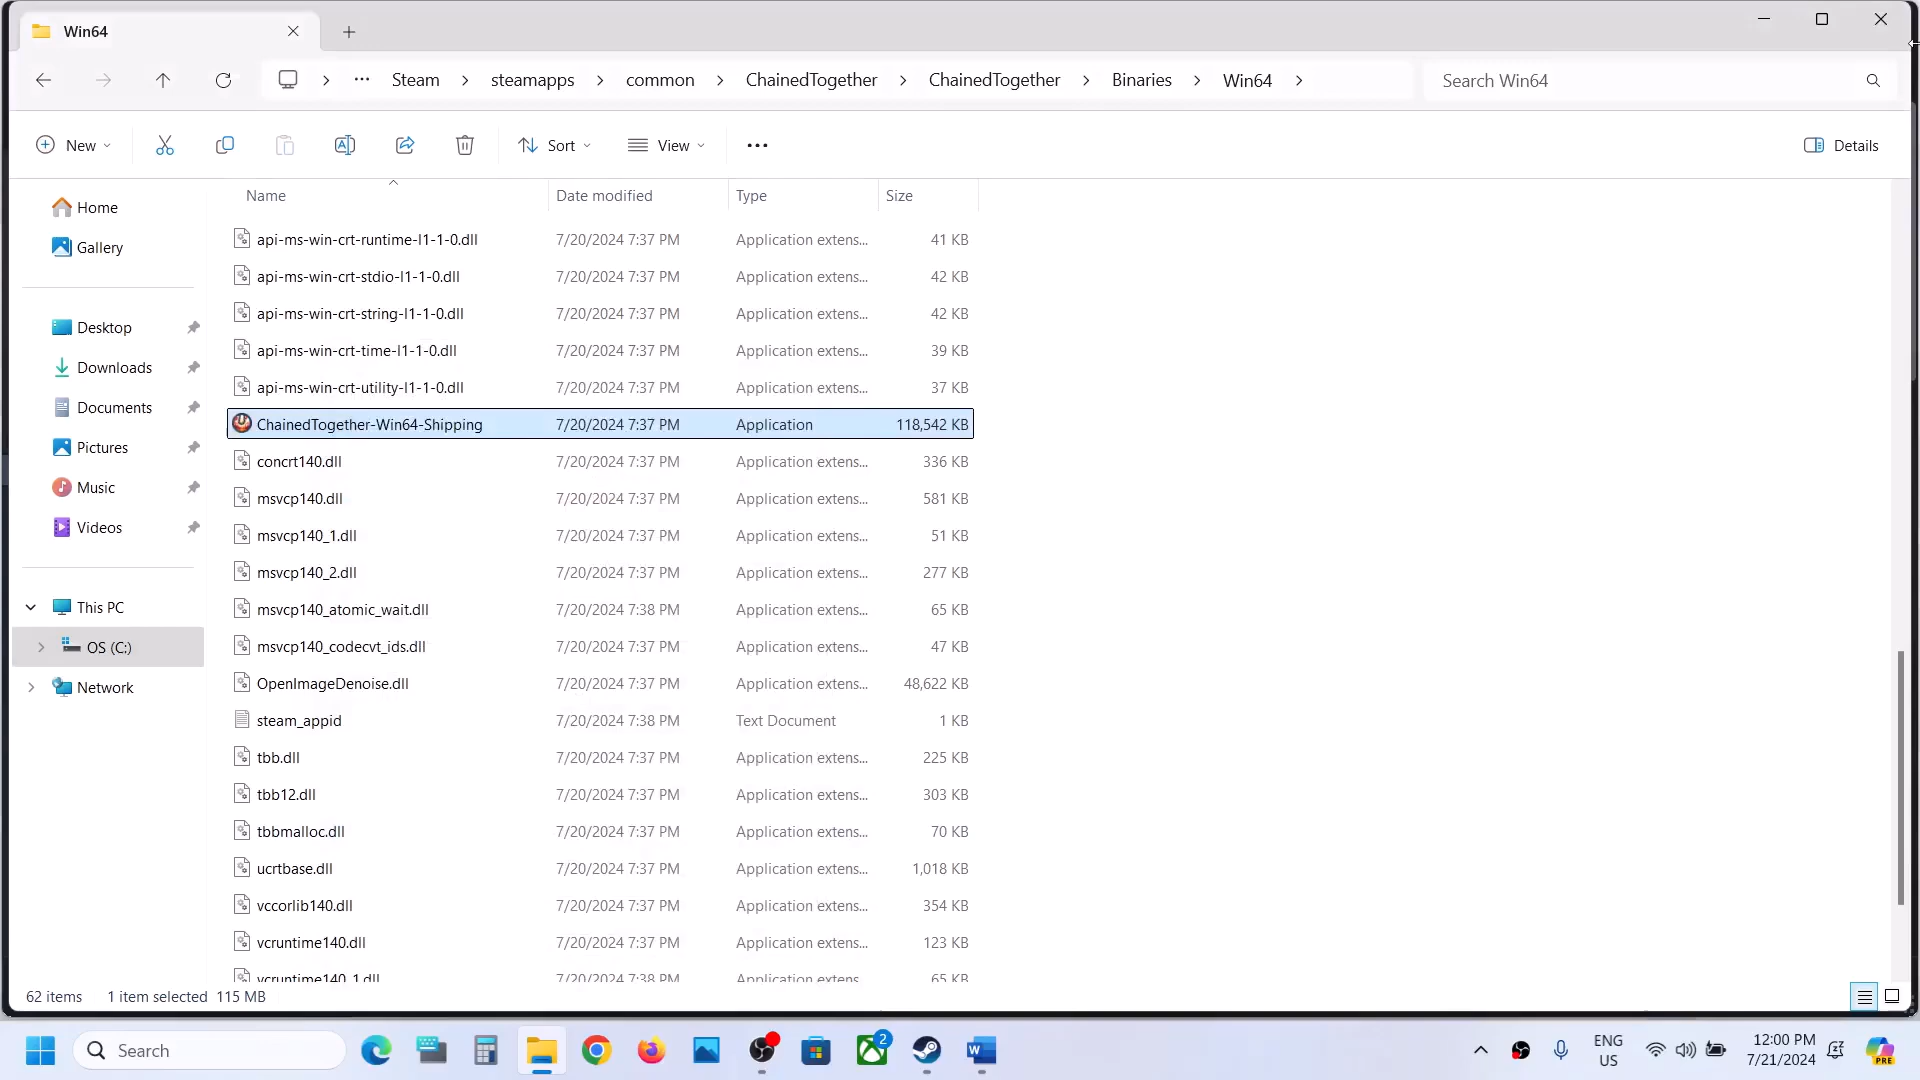 Win64
Steam
steamapps
common
ChainedTogether
ChainedTogether
Binaries
Win64
Search Win64
New
Sort
View
Details
Name
Date modified
Type
Size
Home
Gallery
Desktop
Downloads
Documents
Pictures
Music
Videos
This PC
OS (C:)
Network
api-ms-win-crt-runtime-l1-1-0.dll 7/20/2024 7:37 PM Application extens... 41 KB
api-ms-win-crt-stdio-l1-1-0.dll 7/20/2024 7:37 PM Application extens... 42 KB
api-ms-win-crt-string-l1-1-0.dll 7/20/2024 7:37 PM Application extens... 42 KB
api-ms-win-crt-time-l1-1-0.dll 7/20/2024 7:37 PM Application extens... 39 KB
api-ms-win-crt-utility-l1-1-0.dll 7/20/2024 7:37 PM Application extens... 37 KB
ChainedTogether-Win64-Shipping 7/20/2024 7:37 PM Application 118,542 KB
concrt140.dll 7/20/2024 7:37 PM Application extens... 336 KB
msvcp140.dll 7/20/2024 7:37 PM Application extens... 581 KB
msvcp140_1.dll 7/20/2024 7:37 PM Application extens... 51 KB
msvcp140_2.dll 7/20/2024 7:37 PM Application extens... 277 KB
msvcp140_atomic_wait.dll 7/20/2024 7:38 PM Application extens... 65 KB
msvcp140_codecvt_ids.dll 7/20/2024 7:37 PM Application extens... 47 KB
OpenImageDenoise.dll 7/20/2024 7:37 PM Application extens... 48,622 KB
steam_appid 7/20/2024 7:38 PM Text Document 1 KB
tbb.dll 7/20/2024 7:37 PM Application extens... 225 KB
tbb12.dll 7/20/2024 7:37 PM Application extens... 303 KB
tbbmalloc.dll 7/20/2024 7:37 PM Application extens... 70 KB
ucrtbase.dll 7/20/2024 7:37 PM Application extens... 1,018 KB
vccorlib140.dll 7/20/2024 7:37 PM Application extens... 354 KB
vcruntime140.dll 7/20/2024 7:37 PM Application extens... 123 KB
vcruntime140_1.dll 7/20/2024 7:38 PM Application extens... 65 KB
62 items 1 item selected 115 MB
Search
2
W
ENG
US
12:00 PM
7/21/2024
PRE